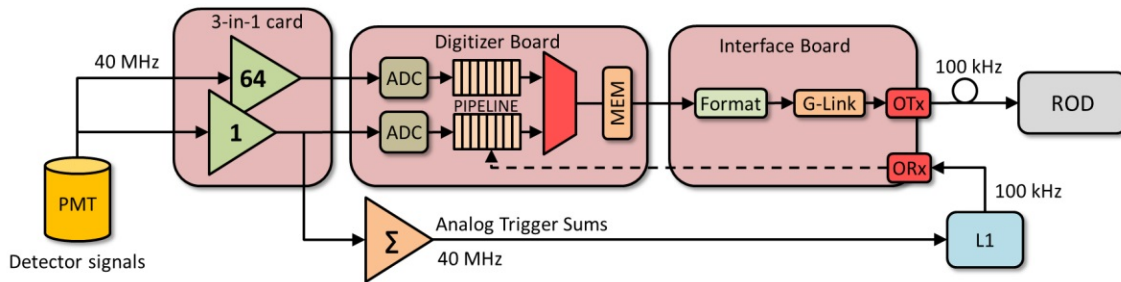 3-in-1 card
Digitizer Board
Interface Board
40 MHz
64
ADC
100 kHz
MEM
Format
G-Link
OTx
ROD
PIPELINE
1
ADC
ORx
PMT
100 kHz
Σ
Analog Trigger Sums
L1
40 MHz
Detector signals